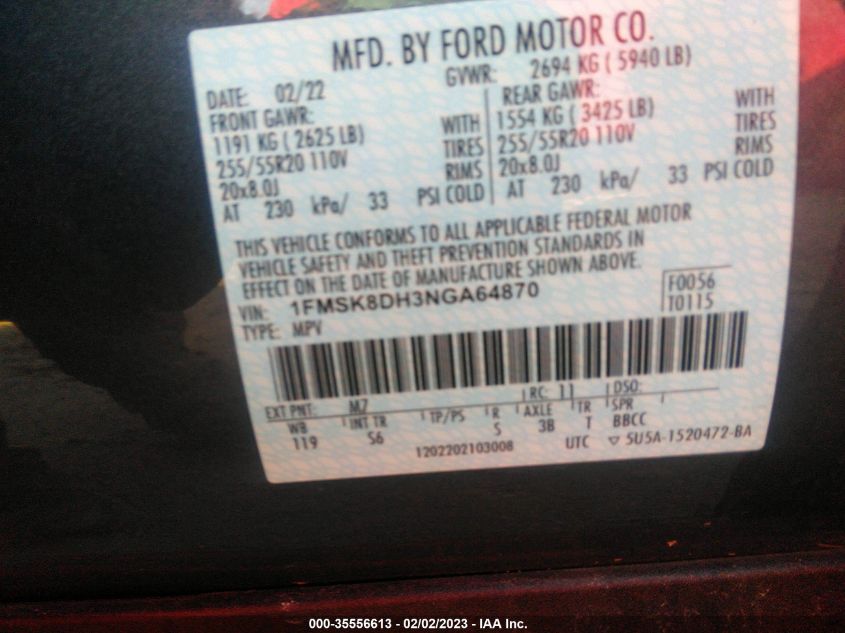 MFD. BY FORD MOTOR CO.
DATE: 02/22 GVWR: 2694 KG ( 5940 LB)
FRONT GAWR: REAR GAWR:
1191 KG ( 2625 LB) WITH 1554 KG ( 3425 LB) WITH
255/55R20 110V TIRES 255/55R20 110V TIRES
20x8.0J RIMS 20x8.0J RIMS
AT 230 kPa/ 33 PSI COLD AT 230 kPa/ 33 PSI COLD
THIS VEHICLE CONFORMS TO ALL APPLICABLE FEDERAL MOTOR
VEHICLE SAFETY AND THEFT PREVENTION STANDARDS IN
EFFECT ON THE DATE OF MANUFACTURE SHOWN ABOVE.
VIN: 1FMSK8DH3NGA64870 F0056
TYPE: MPV T0115
EXT PNT: M7 RC: 11 DSO:
WB INT TR TP/PS R AXLE TR SPR
119 S6 S 3B T BBCC
1202202103008 UTC ▽ 5U5A-1520472-BA
000-35556613 - 02/02/2023 - IAA Inc.